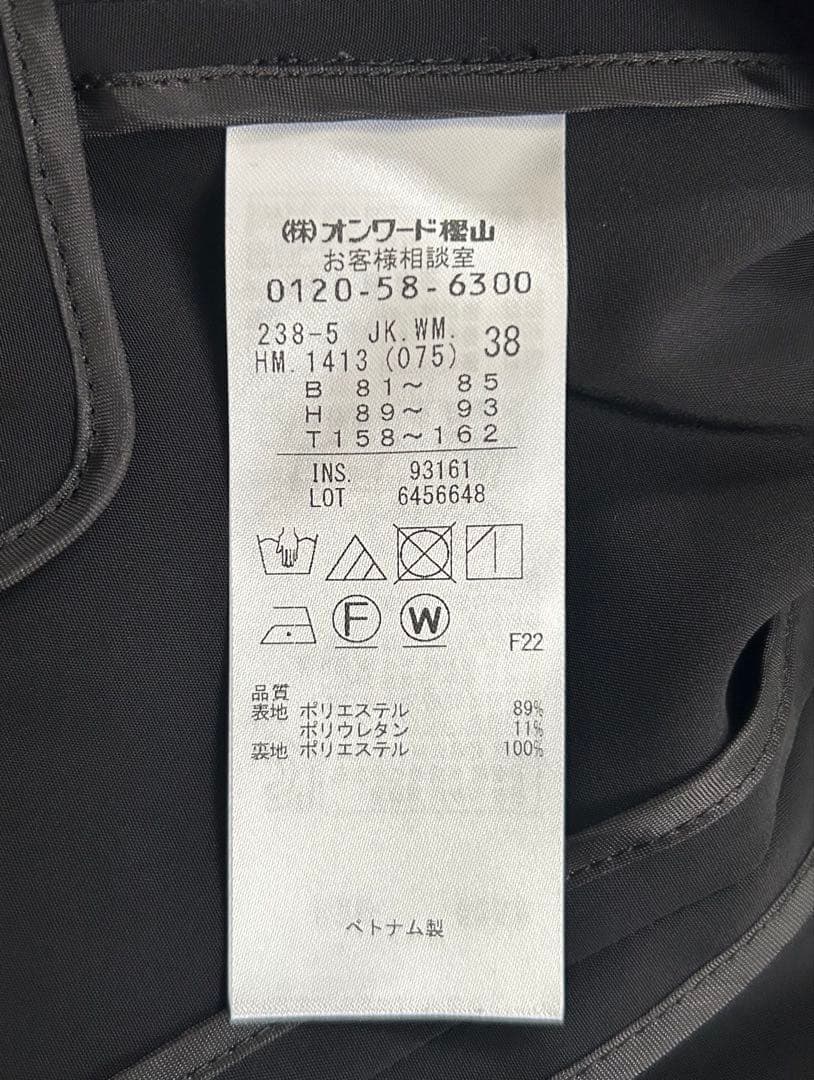 (株)オンワード樫山
お客様相談室
0120-58-6300
238-5 JK.WM. 38
HM.1413 (075)
B 81～ 85
H 89～ 93
T158～162
INS. 93161
LOT 6456648
F W
F22
品質
表地 ポリエステル 89%
ポリウレタン 11%
裏地 ポリエステル 100%
ベトナム製